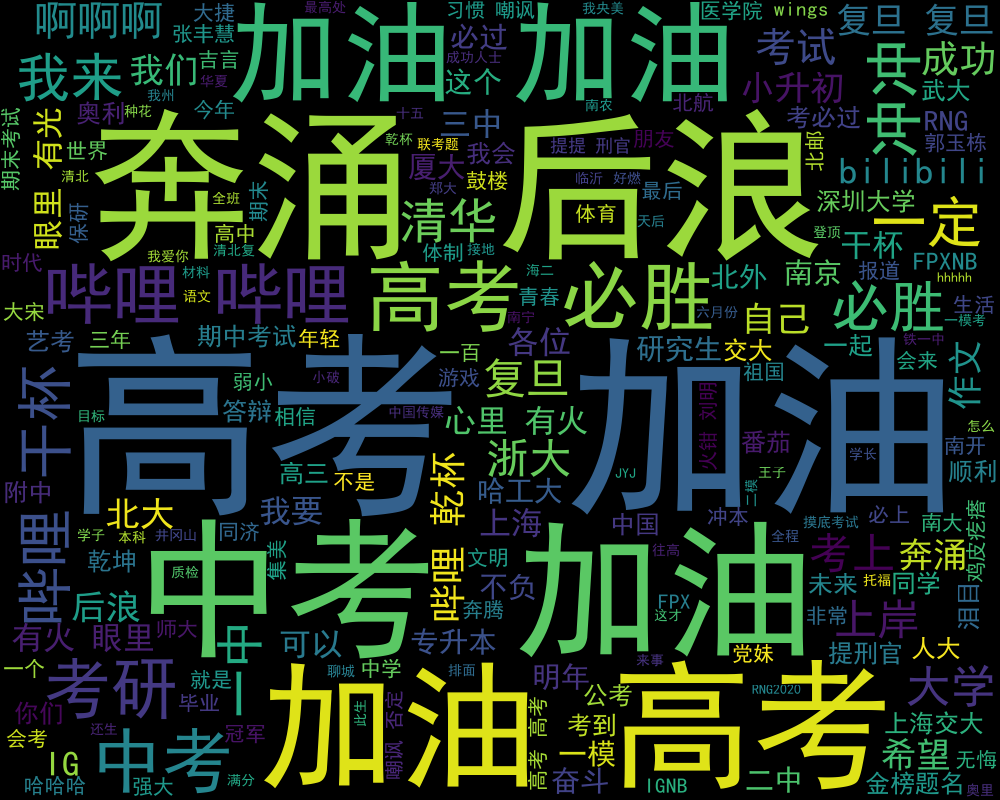 啊啊啊
大捷
张丰慧
加油 加油
最高处
习惯 嘲讽
必过
成功人士
我央美
医学院
wings
复旦 复旦
考试
我来
我们
吉言
华夏
这个
小升初
冲冲
成功
我州
今年
武大
期末考试
有光
奥利
种花
奔涌 后浪
十五
三中
南农
北航
考必过
RNG
世界
乾杯
联考题
我会
提提 刑官
朋友
北邮
郭玉栋
清北
厦大
鼓楼
bilibili
眼里
保研
全班
期末
郑大
临沂
好燃
最后
清华
体育
天后
深圳大学
一定
高中
清北复
体制
接地
登顶
干杯
FPXNB
时代
我爱你
材料
哔哩 哔哩
高考 必胜
海二
北外
南京
报道
hhhhh
语文
青春
大宋
六月份
必胜
生活
艺考
三年
期中考试
年轻
南宁
自己
一模考
一百
各位
研究生
交大
一起
铁一中
会来
作文
干杯
弱小
小破
游戏
复旦
祖国
高考 加油
目标
答辩
相信
中国传媒
心里
有火
火钳 刘明
怎么
番茄
学长
南开
浙大
高三
不是
乾杯
JYJ
王子
顺利
附中
哈工大
二模
北大
我要
上海
中国
冲本
摸底考试
必上
南大
鸡皮疙瘩
学子
本科
井冈山
同济
往高
全程
哔哩
乾坤
中考 加油
集美
哔哩
文明
考上
奔涌
质检
不负
未来
托福
同学
后浪
奔腾
FPX
这才
非常
上岸
泪目
有火 眼里
师大
中
可以
专升本
党妹
提刑官
人大
一个
考研
就是
一
聊城
中学
排面
明年
来事
加油 高考
RNG2020
大学
你们
毕业
此生
否定
高考 高考
公考
考到
上海交大
会考
还生
冠军
嘲讽
一模
希望
无悔
IG
中考
哈哈哈
强大
满分
奋斗
IGNB
二中
金榜题名
奥里